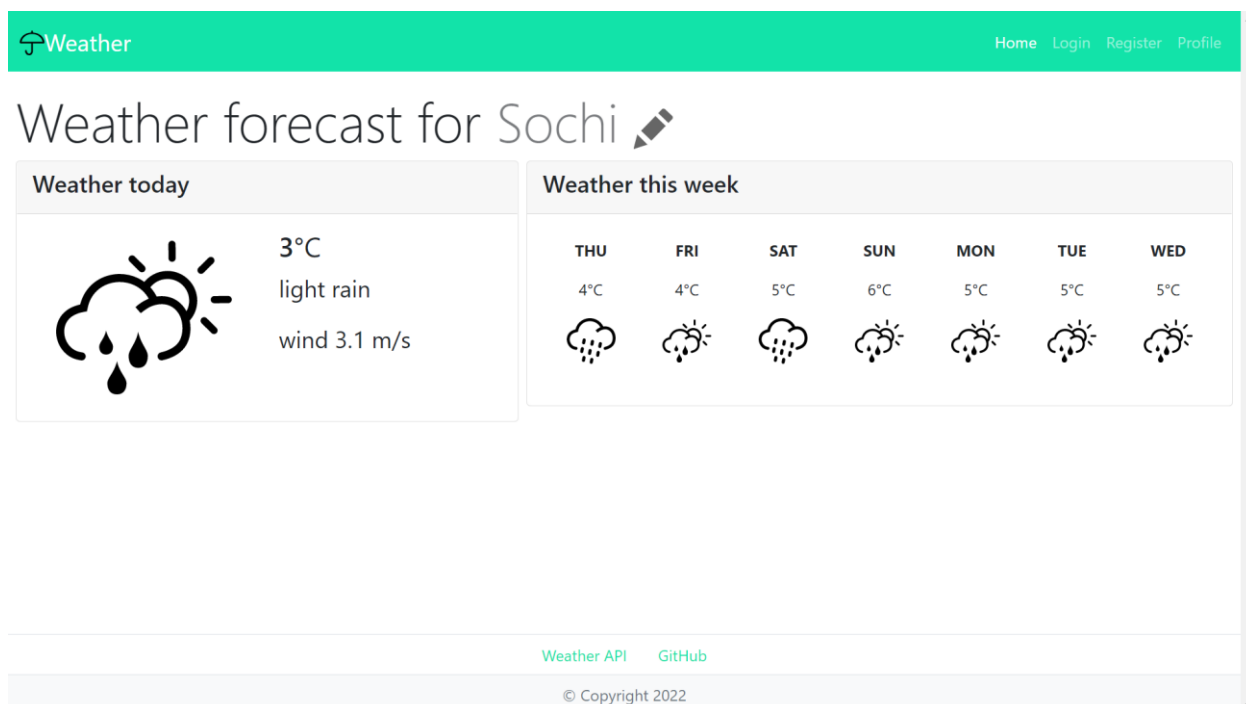 Weather
Home Login Register Profile
Weather forecast for Sochi
Weather today
3°C
light rain
wind 3.1 m/s
Weather this week
THU FRI SAT SUN MON TUE WED
4°C 4°C 5°C 6°C 5°C 5°C 5°C
Weather API GitHub
© Copyright 2022